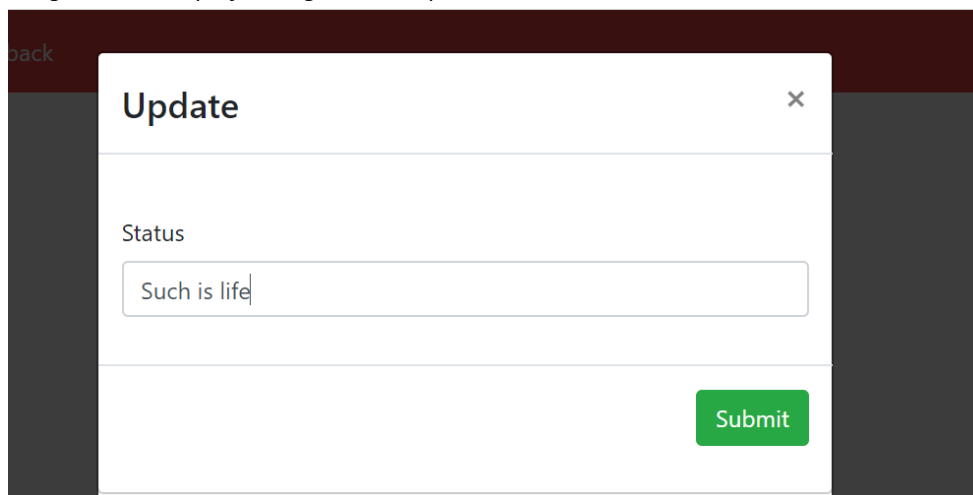 back
Update ×
Status
Such is life
Submit